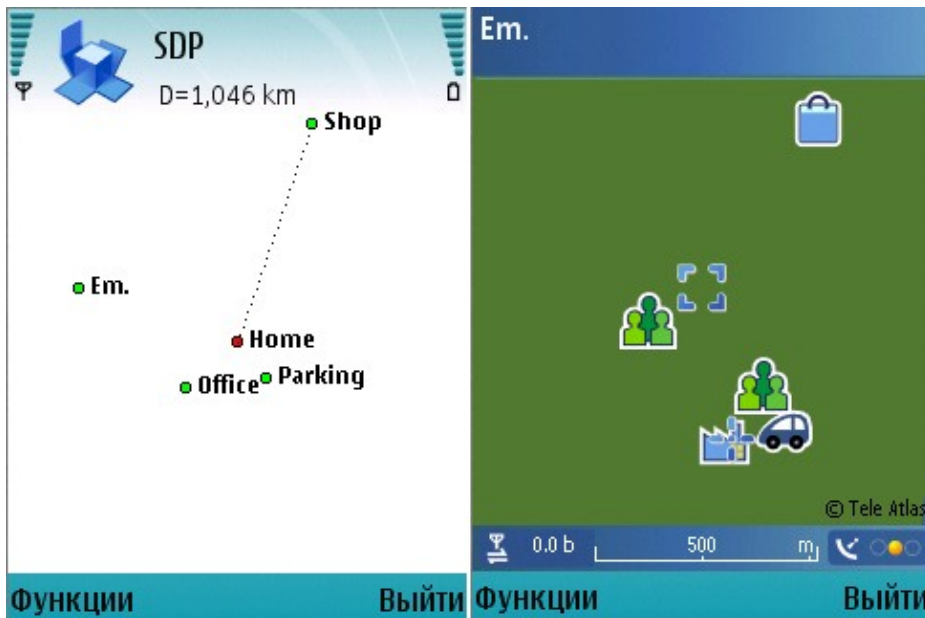 SDP
D=1,046 km
Shop
Em.
Home
Office
Parking
Функции Выйти
Em.
© Tele Atlas
0.0 b 500 m
Функции Выйти